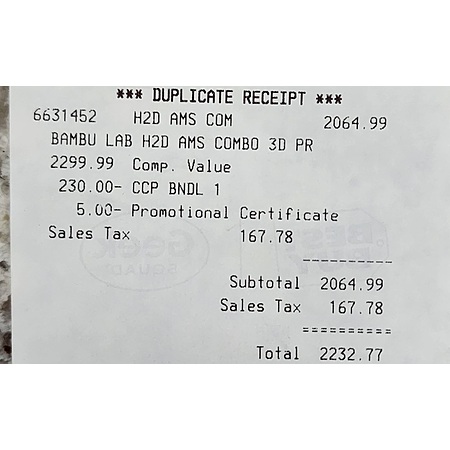 *** DUPLICATE RECEIPT ***
6631452 H2D AMS COM 2064.99
BAMBU LAB H2D AMS COMBO 3D PR
2299.99 Comp. Value
230.00- CCP BNDL 1
5.00- Promotional Certificate
Sales Tax 167.78
----------
Subtotal 2064.99
Sales Tax 167.78
==========
Total 2232.77